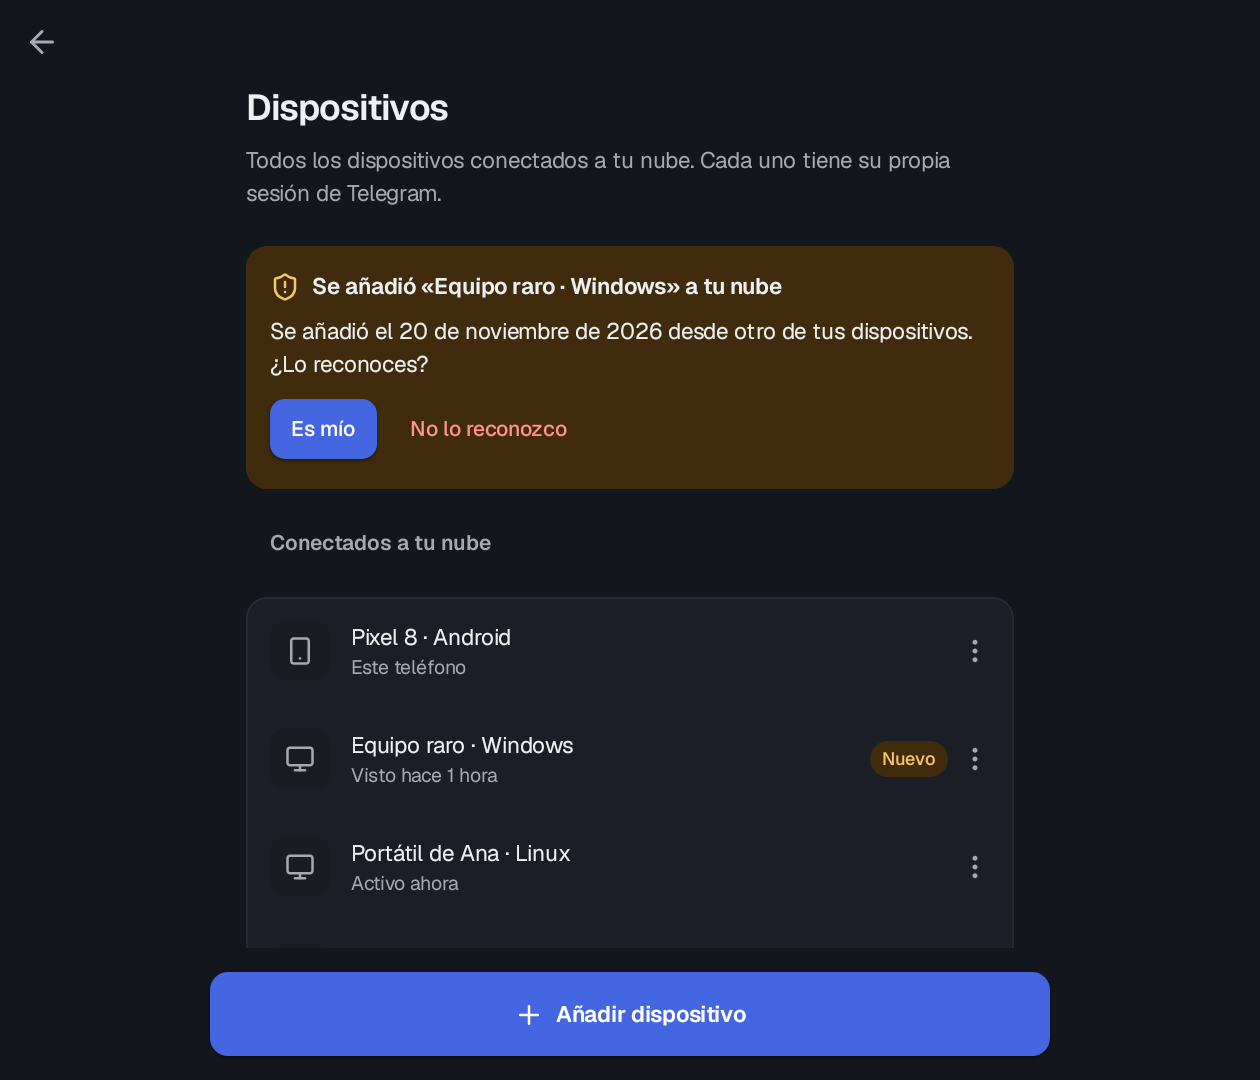 Dispositivos
Todos los dispositivos conectados a tu nube. Cada uno tiene su propia
sesión de Telegram.
Se añadió «Equipo raro · Windows» a tu nube
Se añadió el 20 de noviembre de 2026 desde otro de tus dispositivos.
¿Lo reconoces?
Es mío
No lo reconozco
Conectados a tu nube
Pixel 8 · Android
Este teléfono
Equipo raro · Windows
Visto hace 1 hora
Nuevo
Portátil de Ana · Linux
Activo ahora
Añadir dispositivo